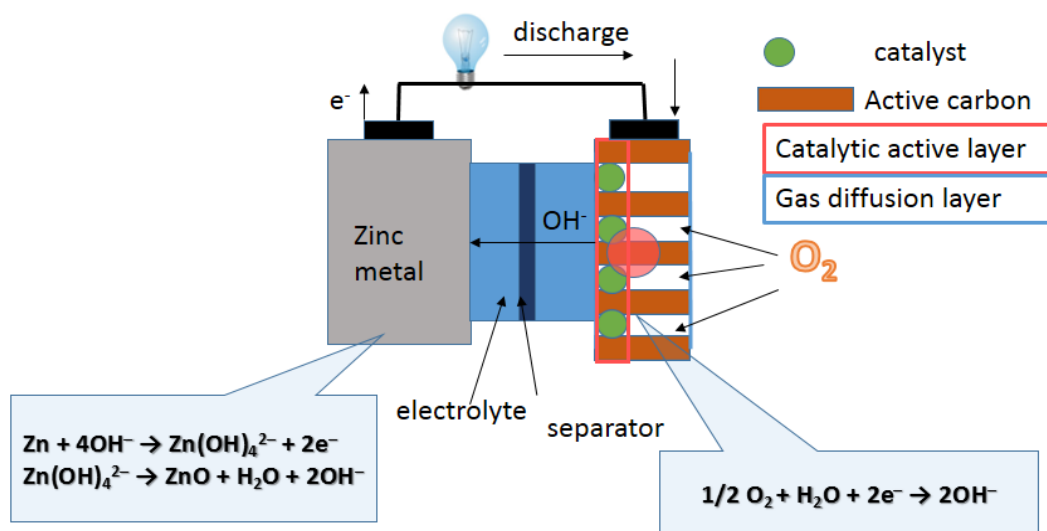 discharge
e⁻
catalyst
Active carbon
Catalytic active layer
Gas diffusion layer
Zinc
metal
OH⁻
O₂
electrolyte
separator
Zn + 4OH⁻ → Zn(OH)₄²⁻ + 2e⁻
Zn(OH)₄²⁻ → ZnO + H₂O + 2OH⁻
1/2 O₂ + H₂O + 2e⁻ → 2OH⁻